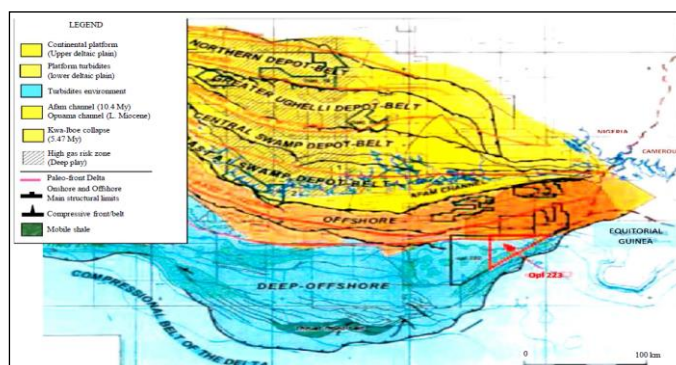 LEGEND
Continental platform
(Upper deltaic plain)
Platform turbidites
(lower deltaic plain)
Turbidites environment
Afam channel (10.4 My)
Opuama channel (L. Miocene)
Kwa-Iboe collapse
(5.47 My)
High gas risk zone
(Deep play)
Paleo-front Delta
Onshore and Offshore
Main structural limits
Compressive front/belt
Mobile shale
NORTHERN DEPOT-BELT
GREATER UGHELLI DEPOT-BELT
CENTRAL SWAMP DEPOT-BELT
SWAMP DEPOT-BELT
AFAM CHANNEL
OFFSHORE
NIGERIA
CAMEROU
EQUITORIAL
GUINEA
Opl 223
DEEP-OFFSHORE
COMPRESSIONAL BELT OF THE DELTA
0
100 km